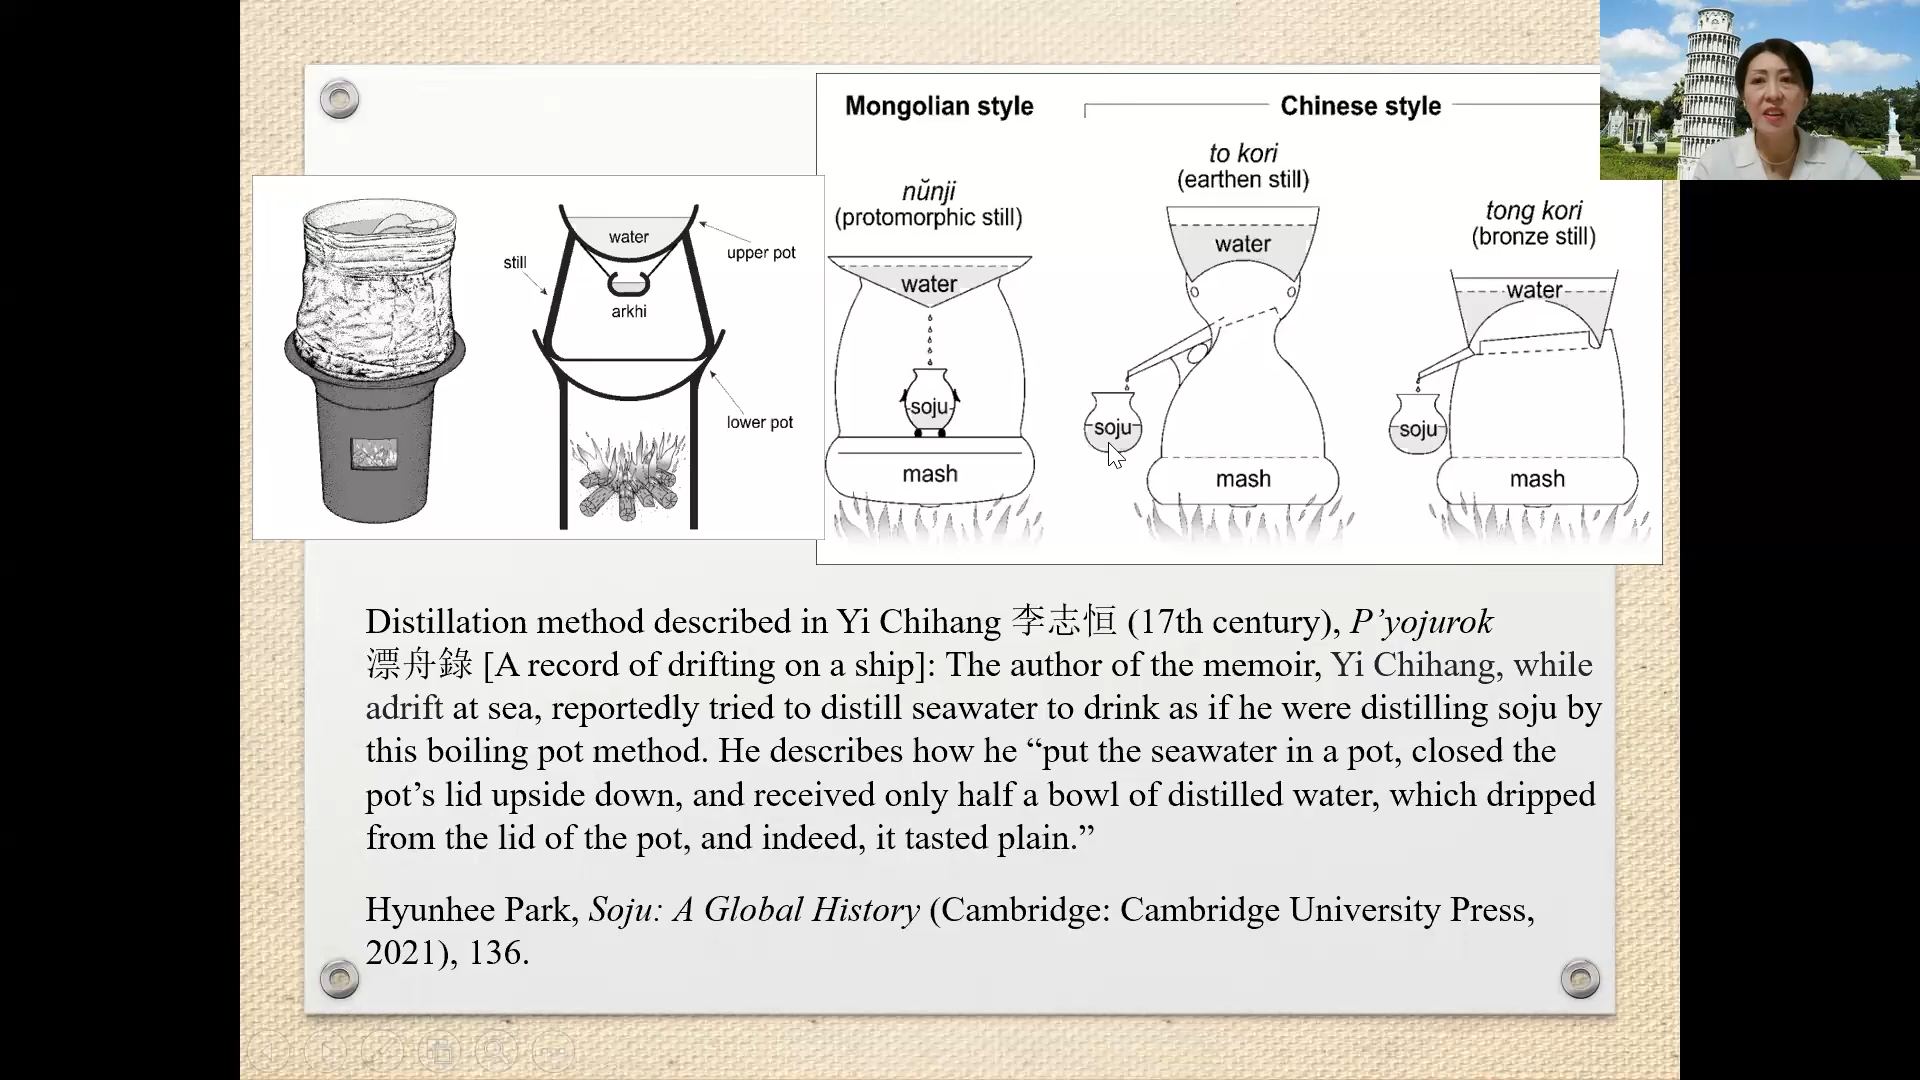 water
still
upper pot
arkhi
lower pot
Mongolian style
Chinese style
nŭnji
(protomorphic still)
water
soju
mash
to kori
(earthen still)
water
soju
mash
tong kori
(bronze still)
water
soju
mash
Distillation method described in Yi Chihang 李志恒 (17th century), P’yojurok
漂舟錄 [A record of drifting on a ship]: The author of the memoir, Yi Chihang, while
adrift at sea, reportedly tried to distill seawater to drink as if he were distilling soju by
this boiling pot method. He describes how he “put the seawater in a pot, closed the
pot’s lid upside down, and received only half a bowl of distilled water, which dripped
from the lid of the pot, and indeed, it tasted plain.”
Hyunhee Park, Soju: A Global History (Cambridge: Cambridge University Press,
2021), 136.